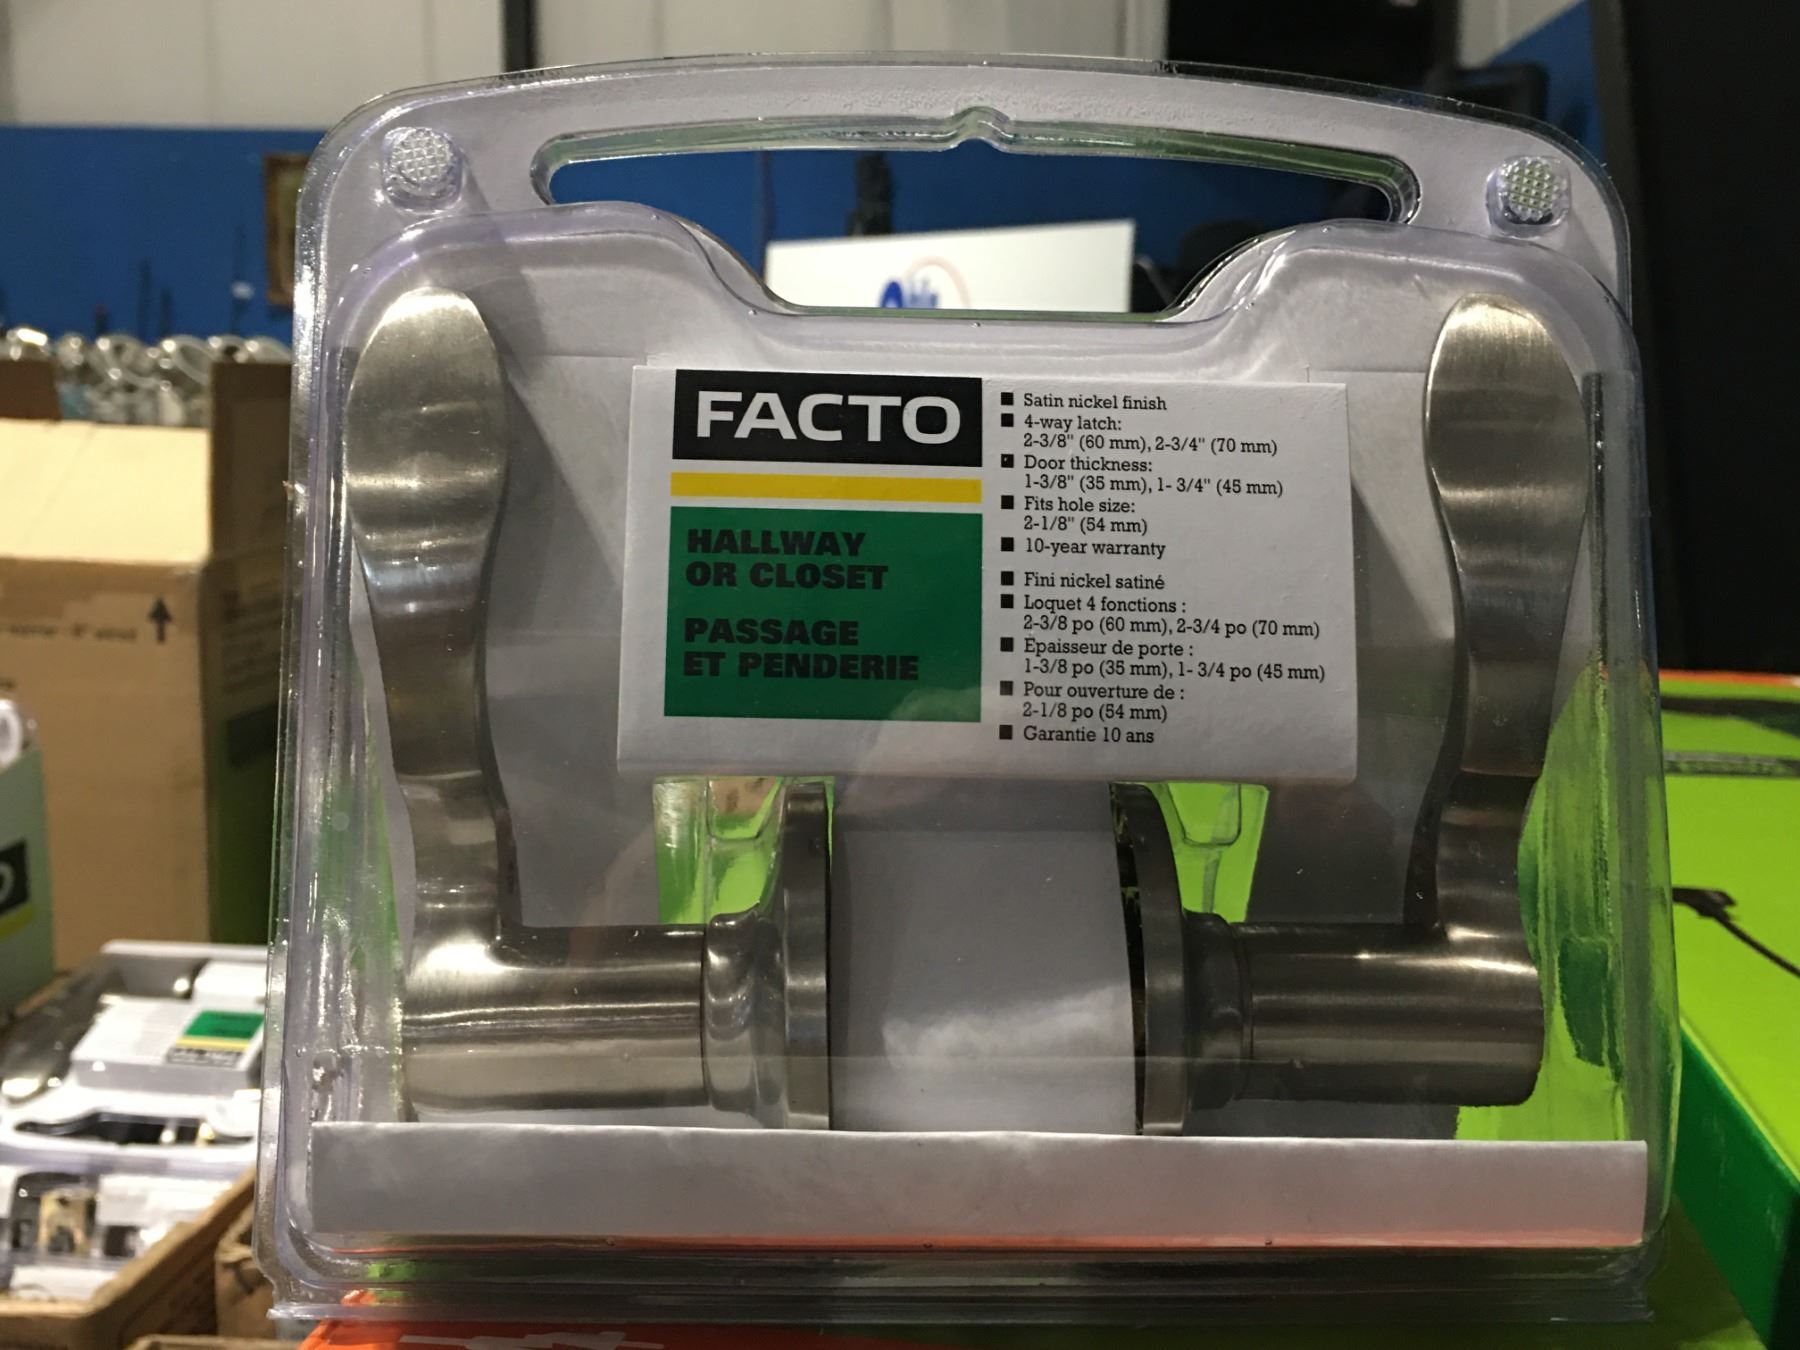 FACTO
HALLWAY
OR CLOSET
PASSAGE
ET PENDERIE
■ Satin nickel finish
■ 4-way latch:
2-3/8" (60 mm), 2-3/4" (70 mm)
■ Door thickness:
1-3/8" (35 mm), 1- 3/4" (45 mm)
■ Fits hole size:
2-1/8" (54 mm)
■ 10-year warranty
■ Fini nickel satiné
■ Loquet 4 fonctions :
2-3/8 po (60 mm), 2-3/4 po (70 mm)
■ Epaisseur de porte :
1-3/8 po (35 mm), 1- 3/4 po (45 mm)
■ Pour ouverture de :
2-1/8 po (54 mm)
■ Garantie 10 ans